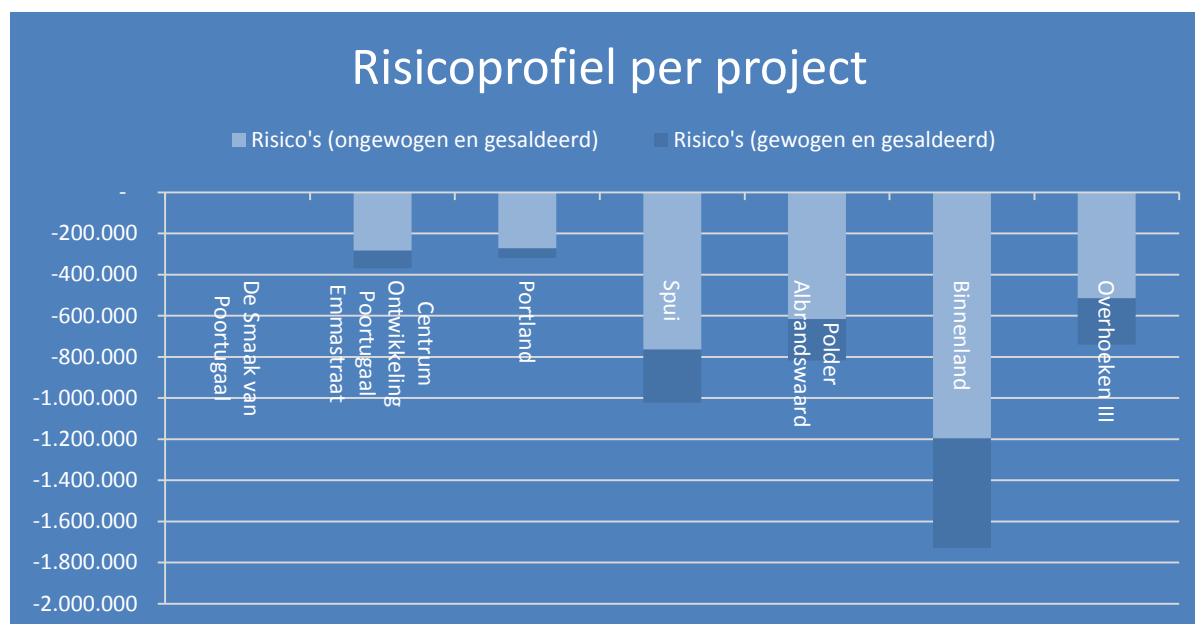 Risicoprofiel per project
Risico's (ongewogen en gesaldeerd)
Risico's (gewogen en gesaldeerd)
-
-200.000
-400.000
-600.000
-800.000
-1.000.000
-1.200.000
-1.400.000
-1.600.000
-1.800.000
-2.000.000
De Smaak van
Poortugaal
Centrum
Ontwikkeling
Poortugaal
Emmastraat
Portland
Spui
Polder
Albrandswaard
Binnenland
Overhoeken III